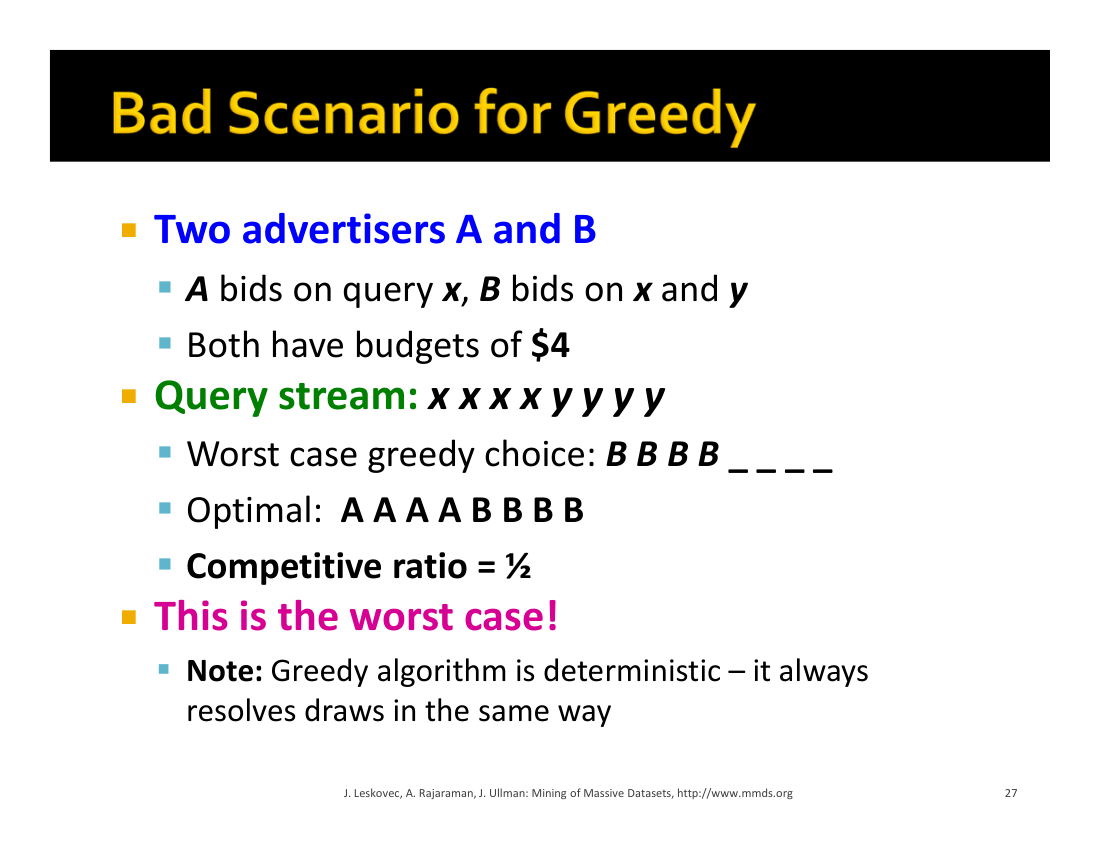 Bad Scenario for Greedy
Two advertisers A and B
A bids on query x, B bids on x and y
Both have budgets of $4
Query stream: x x x x y y y y
Worst case greedy choice: B B B B _ _ _ _
Optimal: A A A A B B B B
Competitive ratio = ½
This is the worst case!
Note: Greedy algorithm is deterministic – it always
resolves draws in the same way
J. Leskovec, A. Rajaraman, J. Ullman: Mining of Massive Datasets, http://www.mmds.org
27